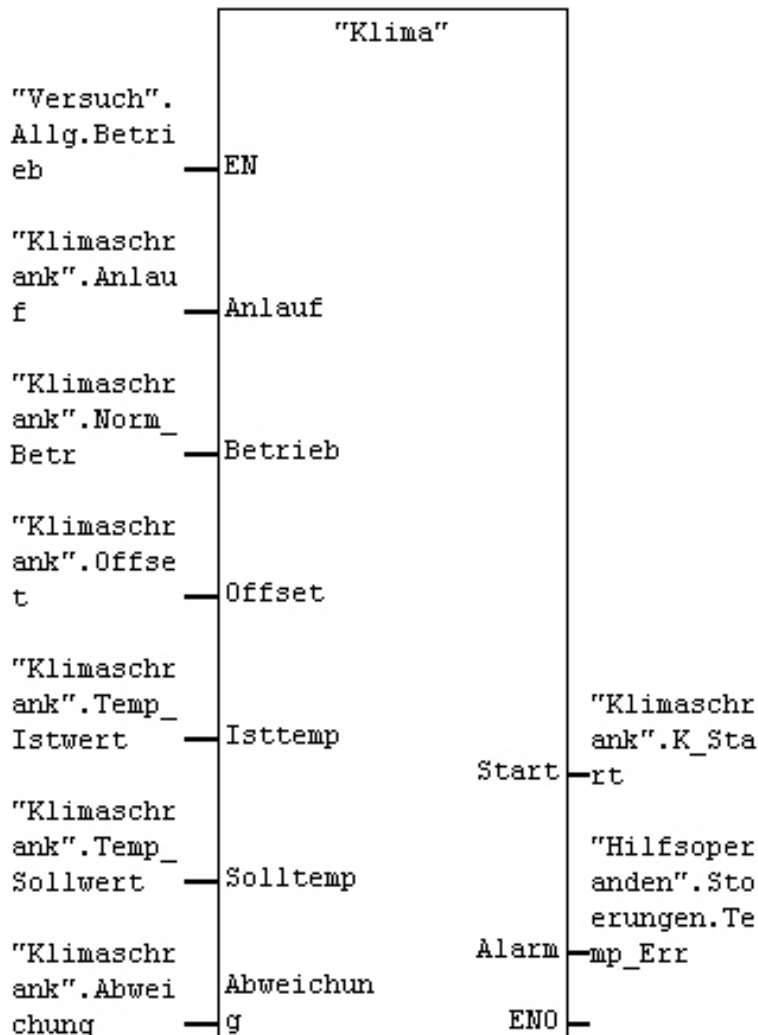 "Klima"
"Versuch".
Allg.Betri
eb
EN
"Klimaschr
ank".Anlau
f
Anlauf
"Klimaschr
ank".Norm_
Betr
Betrieb
"Klimaschr
ank".Offse
t
Offset
"Klimaschr
ank".Temp_
Istwert
Isttemp
"Klimaschr
ank".K_Sta
rt
Start
"Klimaschr
ank".Temp_
Sollwert
Solltemp
"Hilfsoper
anden".Sto
erungen.Te
mp_Err
Alarm
"Klimaschr
ank".Abwei
chung
Abweichun
g
ENO